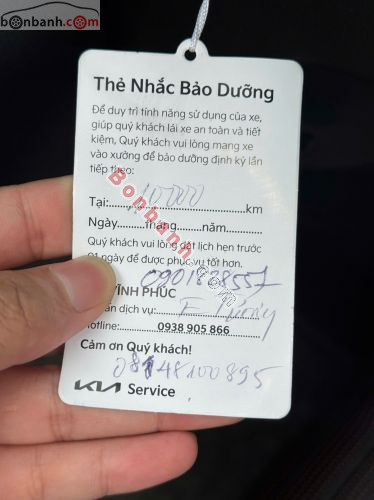 bonbanh.com
Thẻ Nhắc Bảo Dưỡng
Để duy trì tính năng sử dụng của xe,
giúp quý khách lái xe an toàn và tiết
kiệm, Quý khách vui lòng mang xe
vào xưởng để bảo dưỡng định kỳ lần
tiếp theo:
Tại: 10000 km
Ngày..........Tháng..........năm..............
Quý khách vui lòng đặt lịch hẹn trước
01 ngày để được phục vụ tốt hơn.
0901838557
VĨNH PHÚC
dịch vụ:
Hotline: 0938 905 866
Cảm ơn Quý khách!
KIA Service